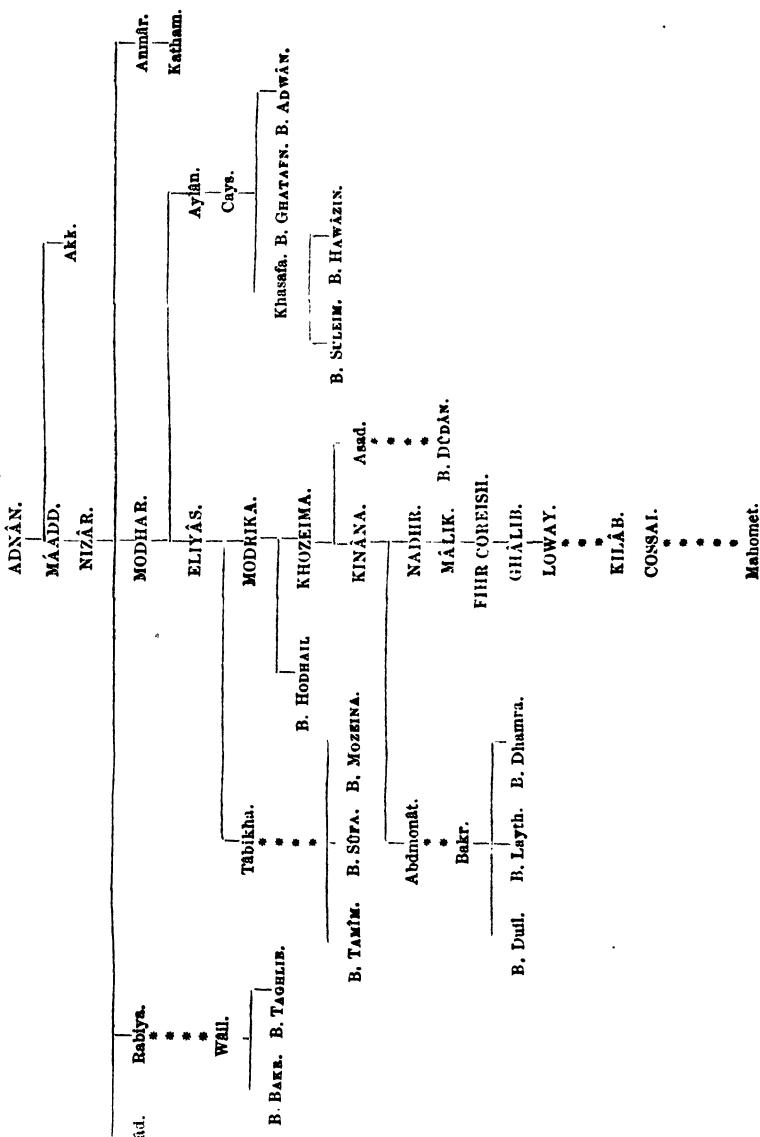 ADNÂN.
MÁADD. Akk.
NIZÂR.
âd. Rabiya. MODHAR. Anmâr.
Katham.
ELIYÂS. Aylân.
Wâil. Tâbikha. MODRIKA. Cays.
B. BAKR. B. TAGHLIB. B. HODHAIL KHOZEIMA. Khasafa. B. GHATAFN. B. ADWÂN.
B. SULEIM. B. HAWÂZIN.
B. TAMÎM. B. SÛFA. B. MOZEINA. KINÂNA. Asad.
Abdmonât. NADHR.
B. DÛDÂN.
Bakr. MÂLIK.
FIHR COREISH.
B. Duil. B. Layth. B. Dhamra. GHÂLIB.
LOWAY.
KILÂB.
COSSAI.
Mahomet.